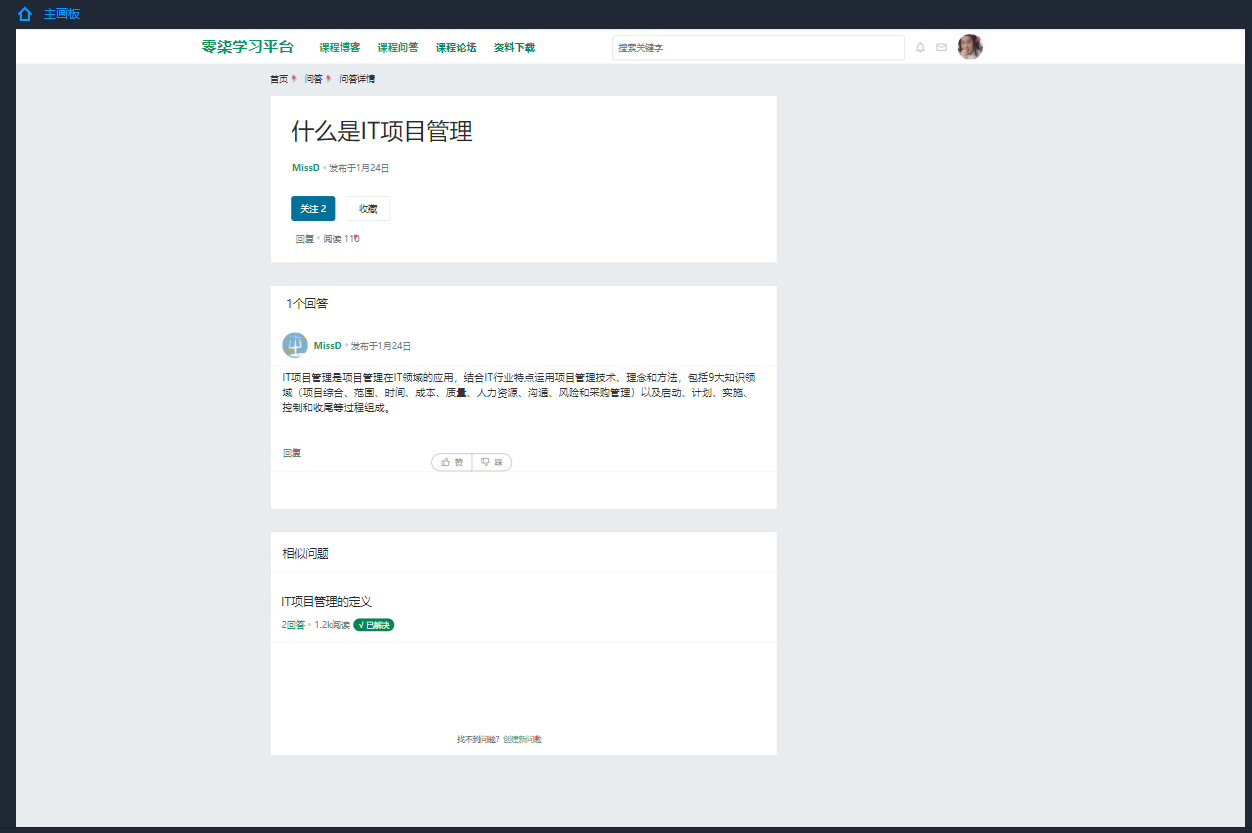 主画板
零柒学习平台 课程博客 课程问答 课程论坛 资料下载 搜索关键字
首页 问答 问答详情
什么是IT项目管理
MissD 发布于1月24日
关注 2 收藏
回复 阅读 110
1个回答
MissD 发布于1月24日
IT项目管理是项目管理在IT领域的应用，结合IT行业特点运用项目管理技术、理念和方法，包括9大知识领
域（项目综合、范围、时间、成本、质量、人力资源、沟通、风险和采购管理）以及启动、计划、实施、
控制和收尾等过程组成。
回复
赞 踩
相似问题
IT项目管理的定义
2回答 1.2k阅读 √ 已解决
找不到问题？创建新问题